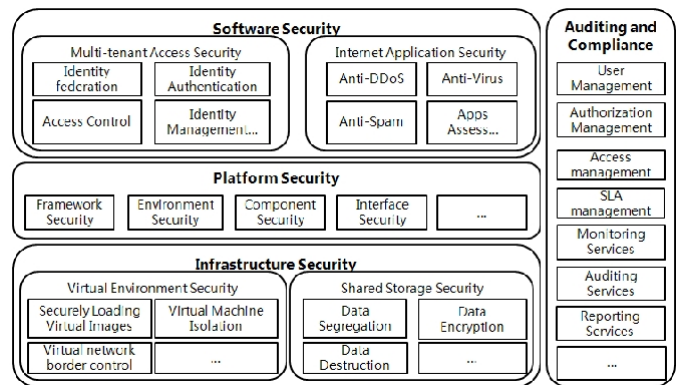 Software Security
Multi-tenant Access Security
Identity
federation
Identity
Authentication
Access Control
Identity
Management...
Internet Application Security
Anti-DDoS
Anti-Virus
Anti-Spam
Apps
Assess...
Platform Security
Framework
Security
Environment
Security
Component
Security
Interface
Security
...
Infrastructure Security
Virtual Environment Security
Securely Loading
Virtual Images
Virtual Machine
Isolation
Virtual network
border control
...
Shared Storage Security
Data
Segregation
Data
Encryption
Data
Destruction
...
Auditing and
Compliance
User
Management
Authorization
Management
Access
management
SLA
management
Monitoring
Services
Auditing
Services
Reporting
Services
...